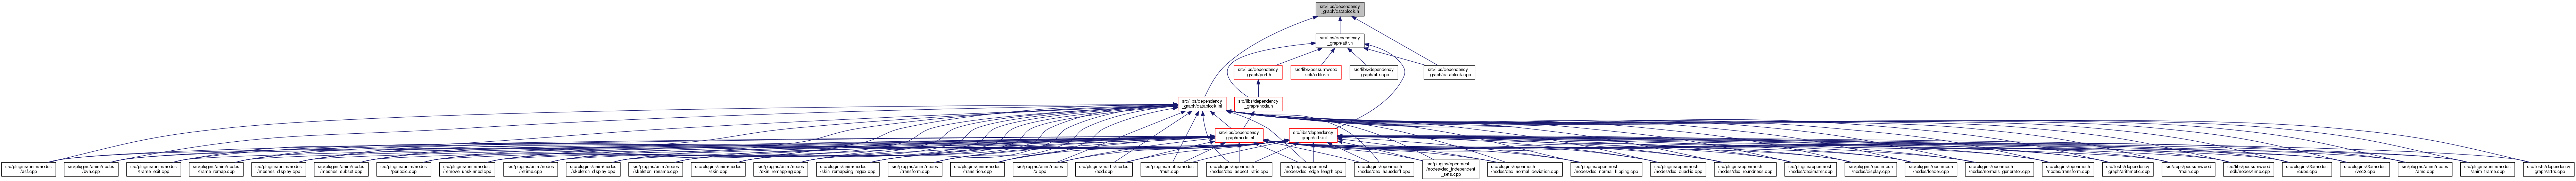 src/libs/dependency
_graph/datablock.h
src/libs/dependency
_graph/attr.h
src/libs/dependency
_graph/port.h
src/libs/possumwood
_sdk/editor.h
src/libs/dependency
_graph/attr.cpp
src/libs/dependency
_graph/datablock.cpp
src/libs/dependency
_graph/datablock.inl
src/libs/dependency
_graph/node.h
src/libs/dependency
_graph/node.inl
src/libs/dependency
_graph/attr.inl
src/plugins/anim/nodes
/asf.cpp
src/plugins/anim/nodes
/bvh.cpp
src/plugins/anim/nodes
/frame_edit.cpp
src/plugins/anim/nodes
/frame_remap.cpp
src/plugins/anim/nodes
/meshes_display.cpp
src/plugins/anim/nodes
/meshes_subset.cpp
src/plugins/anim/nodes
/periodic.cpp
src/plugins/anim/nodes
/remove_unskinned.cpp
src/plugins/anim/nodes
/retime.cpp
src/plugins/anim/nodes
/skeleton_display.cpp
src/plugins/anim/nodes
/skeleton_rename.cpp
src/plugins/anim/nodes
/skin.cpp
src/plugins/anim/nodes
/skin_remapping.cpp
src/plugins/anim/nodes
/skin_remapping_regex.cpp
src/plugins/anim/nodes
/transform.cpp
src/plugins/anim/nodes
/transition.cpp
src/plugins/anim/nodes
src/plugins/maths/nodes
/add.cpp
src/plugins/maths/nodes
/mult.cpp
src/plugins/openmesh
/nodes/dec_aspect_ratio.cpp
src/plugins/openmesh
/nodes/dec_edge_length.cpp
src/plugins/openmesh
/nodes/dec_hausdorff.cpp
src/plugins/openmesh
/nodes/dec_independent
_sets.cpp
src/plugins/openmesh
/nodes/dec_normal_deviation.cpp
src/plugins/openmesh
/nodes/dec_normal_flipping.cpp
src/plugins/openmesh
/nodes/dec_quadric.cpp
src/plugins/openmesh
/nodes/dec_roundness.cpp
src/plugins/openmesh
/nodes/decimater.cpp
src/plugins/openmesh
/nodes/display.cpp
src/plugins/openmesh
/nodes/loader.cpp
src/plugins/openmesh
/nodes/normals_generator.cpp
src/plugins/openmesh
/nodes/transform.cpp
src/tests/dependency
_graph/arithmetic.cpp
src/apps/possumwood
/main.cpp
src/libs/possumwood
_sdk/nodes/time.cpp
src/plugins/3d/nodes
/cube.cpp
src/plugins/3d/nodes
/vec3.cpp
src/plugins/anim/nodes
/amc.cpp
src/plugins/anim/nodes
/anim_frame.cpp
src/tests/dependency
_graph/attrs.cpp